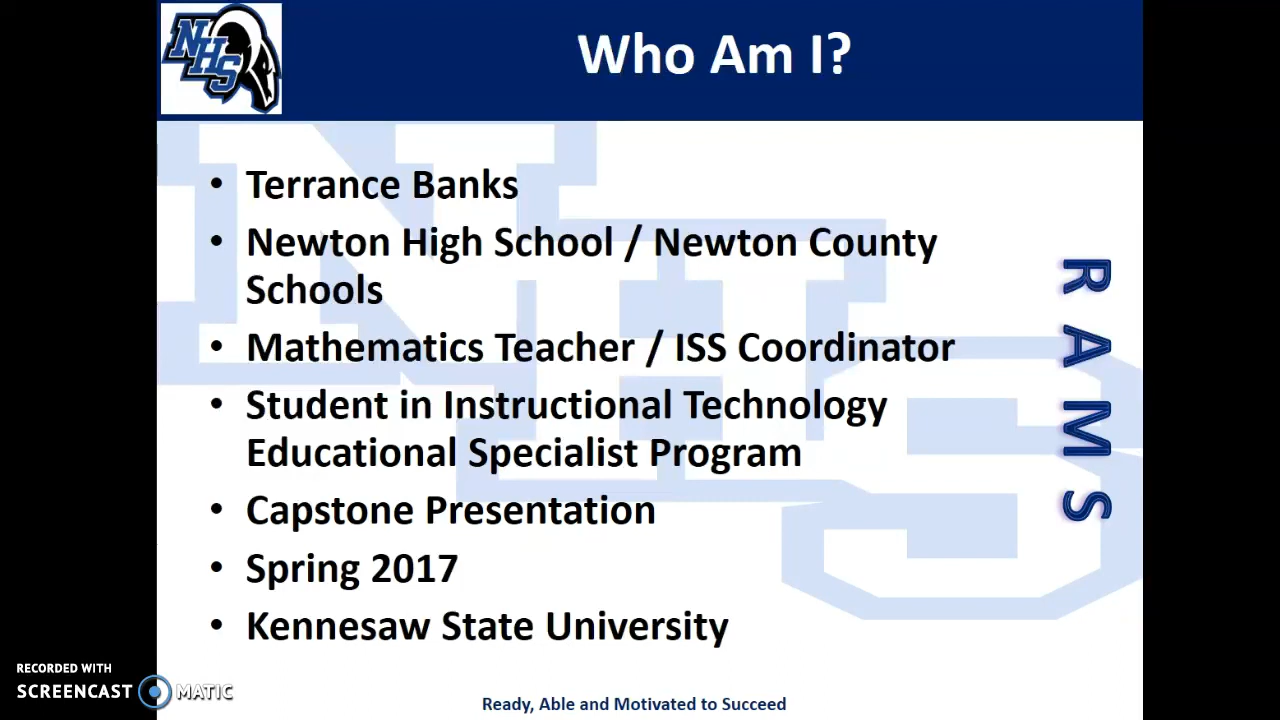 NHS
Who Am I?
• Terrance Banks
• Newton High School / Newton County
Schools
• Mathematics Teacher / ISS Coordinator
• Student in Instructional Technology
Educational Specialist Program
• Capstone Presentation
• Spring 2017
• Kennesaw State University
RAMS
NHS
RECORDED WITH
SCREENCAST MATIC
Ready, Able and Motivated to Succeed